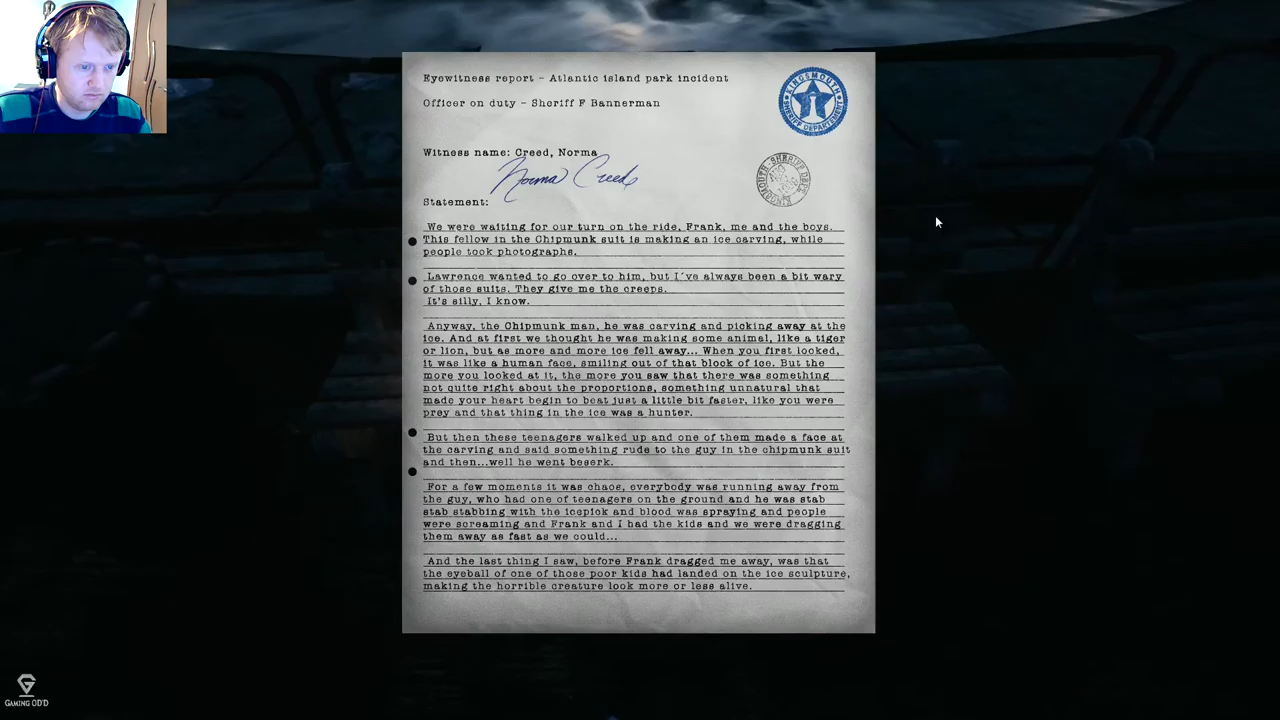 Eyewitness report - Atlantic island park incident
Officer on duty - Sheriff F Bannerman
KINGSMOUTH
SHERIFF DEPARTEMENT
Witness name: Creed, Norma
Norma Creed
Statement:
We were waiting for our turn on the ride, Frank, me and the boys.
This fellow in the Chipmunk suit is making an ice carving, while
people took photographs.
Lawrence wanted to go over to him, but I´ve always been a bit wary
of those suits. They give me the creeps.
It's silly, I know.
Anyway, the Chipmunk man, he was carving and picking away at the
ice. And at first we thought he was making some animal, like a tiger
or lion, but as more and more ice fell away... When you first looked,
it was like a human face, smiling out of that block of ice. But the
more you looked at it, the more you saw that there was something
not quite right about the proportions, something unnatural that
made your heart begin to beat just a little bit faster, like you were
prey and that thing in the ice was a hunter.
But then these teenagers walked up and one of them made a face at
the carving and said something rude to the guy in the chipmunk suit
and then...well he went beserk.
For a few moments it was chaos, everybody was running away from
the guy, who had one of teenagers on the ground and he was stab
stab stabbing with the icepick and blood was spraying and people
were screaming and Frank and I had the kids and we were dragging
them away as fast as we could...
And the last thing I saw, before Frank dragged me away, was that
the eyeball of one of those poor kids had landed on the ice sculpture,
making the horrible creature look more or less alive.
GAMING OD'D